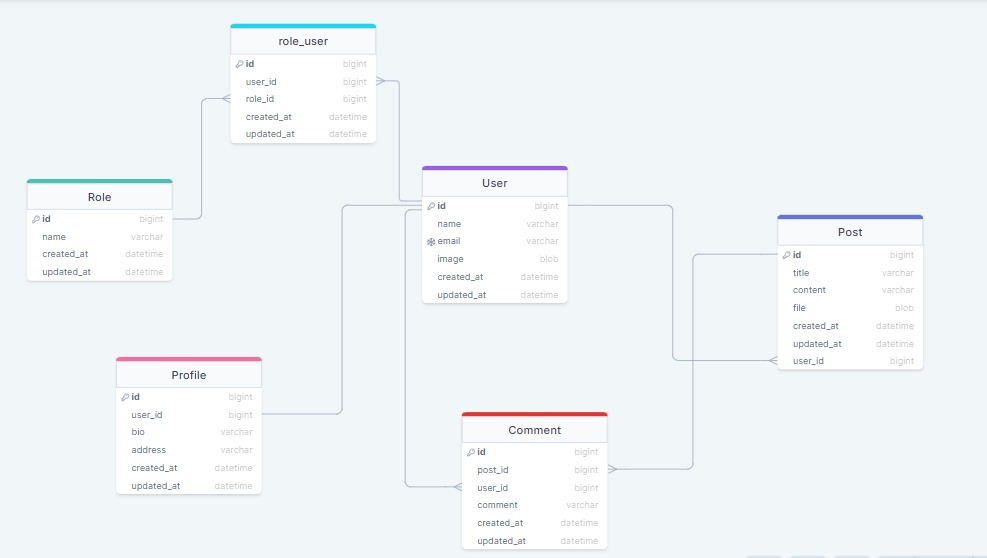 role_user
id bigint
user_id bigint
role_id bigint
created_at datetime
updated_at datetime
Role
id bigint
name varchar
created_at datetime
updated_at datetime
User
id bigint
name varchar
email varchar
image blob
created_at datetime
updated_at datetime
Post
id bigint
title varchar
content varchar
file blob
created_at datetime
updated_at datetime
user_id bigint
Profile
id bigint
user_id bigint
bio varchar
address varchar
created_at datetime
updated_at datetime
Comment
id bigint
post_id bigint
user_id bigint
comment varchar
created_at datetime
updated_at datetime